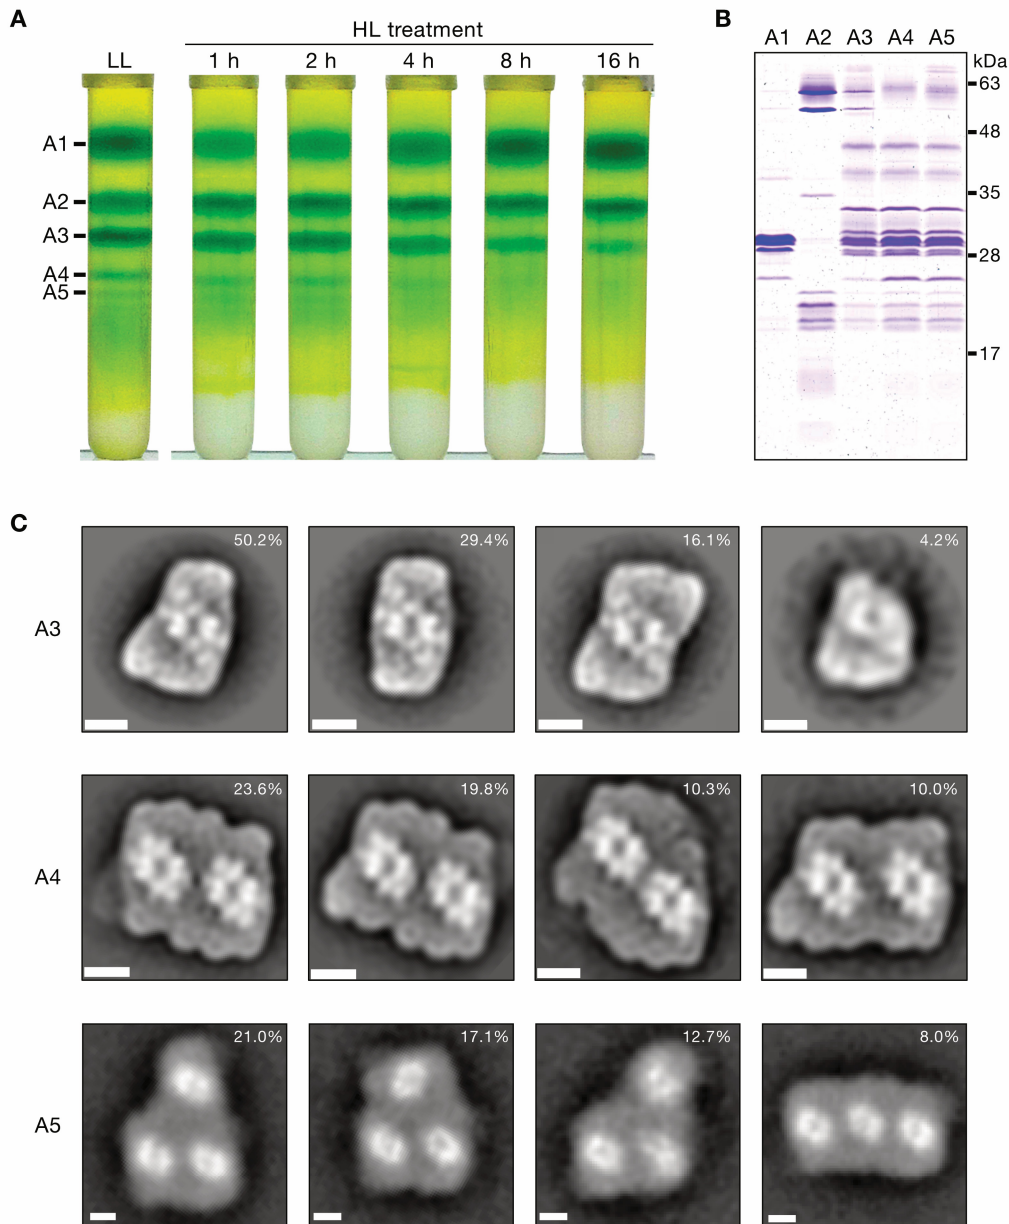 A
HL treatment
LL
1 h
2 h
4 h
8 h
16 h
A1
A2
A3
A4
A5
B
A1
A2
A3
A4
A5
kDa
63
48
35
28
17
C
A3
50.2%
29.4%
16.1%
4.2%
A4
23.6%
19.8%
10.3%
10.0%
A5
21.0%
17.1%
12.7%
8.0%